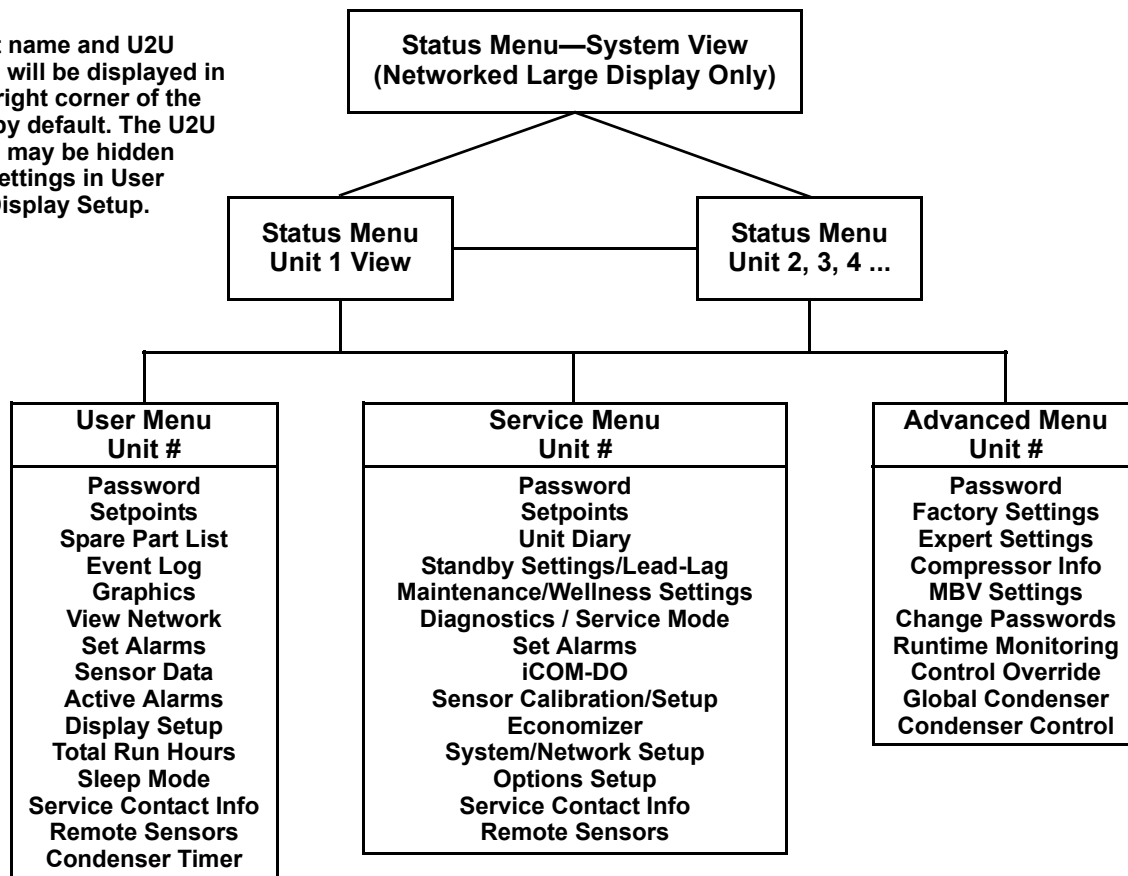 t name and U2U
will be displayed in
right corner of the
by default. The U2U
may be hidden
ettings in User
Display Setup.
Status Menu—System View
(Networked Large Display Only)
Status Menu
Unit 1 View
Status Menu
Unit 2, 3, 4 ...
User Menu
Unit #
Password
Setpoints
Spare Part List
Event Log
Graphics
View Network
Set Alarms
Sensor Data
Active Alarms
Display Setup
Total Run Hours
Sleep Mode
Service Contact Info
Remote Sensors
Condenser Timer
Service Menu
Unit #
Password
Setpoints
Unit Diary
Standby Settings/Lead-Lag
Maintenance/Wellness Settings
Diagnostics / Service Mode
Set Alarms
iCOM-DO
Sensor Calibration/Setup
Economizer
System/Network Setup
Options Setup
Service Contact Info
Remote Sensors
Advanced Menu
Unit #
Password
Factory Settings
Expert Settings
Compressor Info
MBV Settings
Change Passwords
Runtime Monitoring
Control Override
Global Condenser
Condenser Control